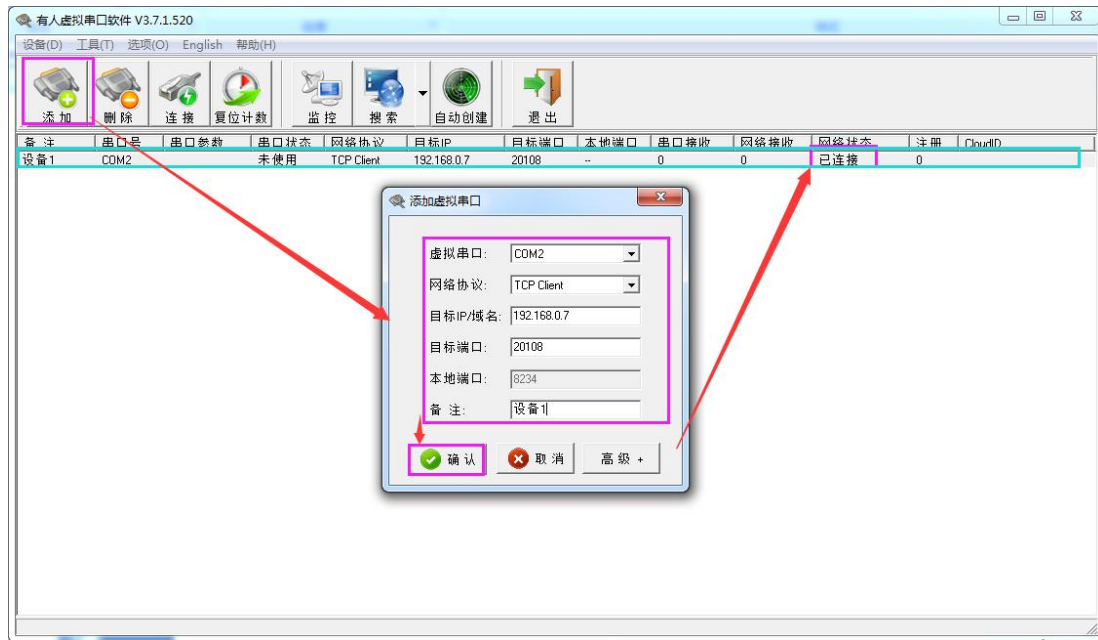 有人虚拟串口软件 V3.7.1.520
设备(D) 工具(T) 选项(O) English 帮助(H)
添 加 删 除 连 接 复位计数 监 控 搜 索 自动创建 退 出
备 注 串口号 串口参数 串口状态 网络协议 目标IP 目标端口 本地端口 串口接收 网络接收 网络状态 注 册 CloudID
设备1 COM2 未使用 TCP Client 192.168.0.7 20108 -- 0 0 已连接 0
添加虚拟串口
虚拟串口: COM2
网络协议: TCP Client
目标IP/域名: 192.168.0.7
目标端口: 20108
本地端口: 8234
备 注: 设备1
确 认 取 消 高 级 +